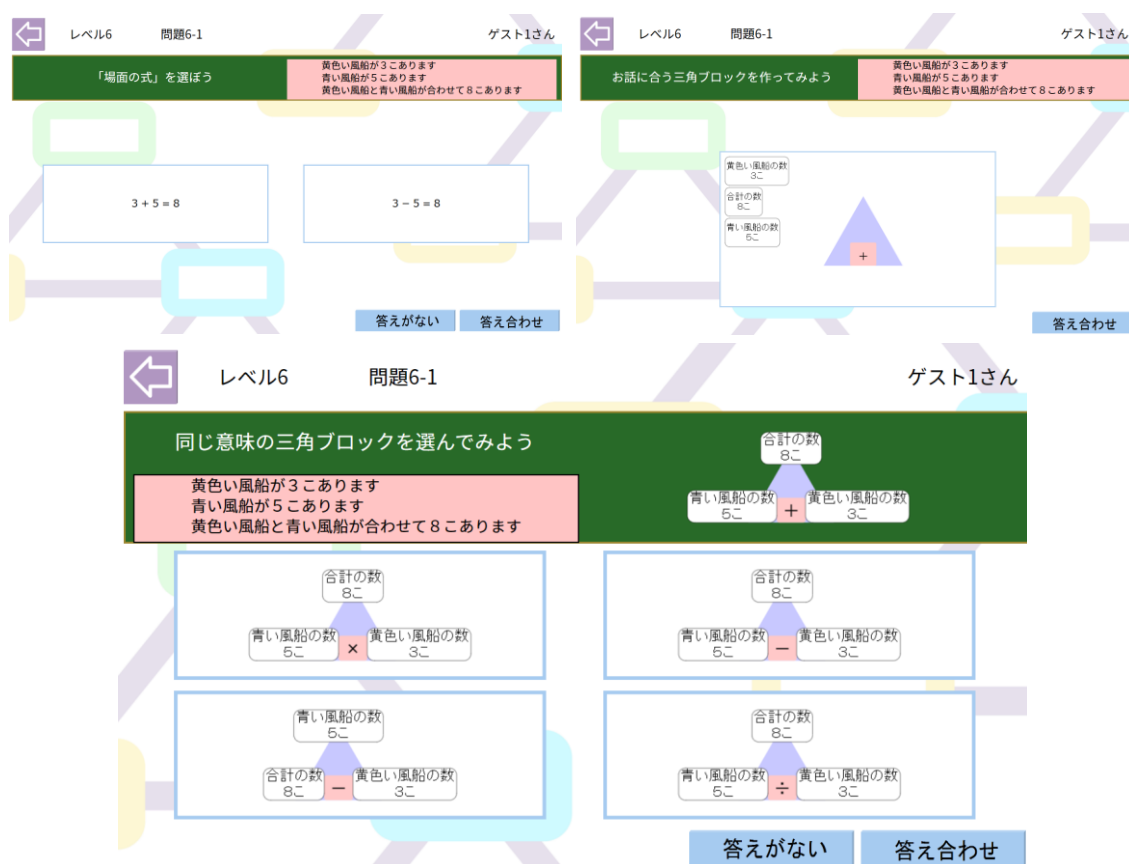 レベル6 問題6-1 ゲスト1さん
「場面の式」を選ぼう
黄色い風船が３こあります
青い風船が５こあります
黄色い風船と青い風船が合わせて８こあります
3 + 5 = 8
3 − 5 = 8
答えがない 答え合わせ
レベル6 問題6-1 ゲスト1さん
お話に合う三角ブロックを作ってみよう
黄色い風船が３こあります
青い風船が５こあります
黄色い風船と青い風船が合わせて８こあります
黄色い風船の数
3こ
合計の数
8こ
青い風船の数
5こ
+
答え合わせ
レベル6 問題6-1 ゲスト1さん
同じ意味の三角ブロックを選んでみよう
黄色い風船が３こあります
青い風船が５こあります
黄色い風船と青い風船が合わせて８こあります
合計の数
8こ
青い風船の数 黄色い風船の数
5こ + 3こ
合計の数
8こ
青い風船の数 黄色い風船の数
5こ × 3こ
合計の数
8こ
青い風船の数 黄色い風船の数
5こ − 3こ
青い風船の数
5こ
合計の数 黄色い風船の数
8こ − 3こ
合計の数
8こ
青い風船の数 黄色い風船の数
5こ ÷ 3こ
答えがない 答え合わせ